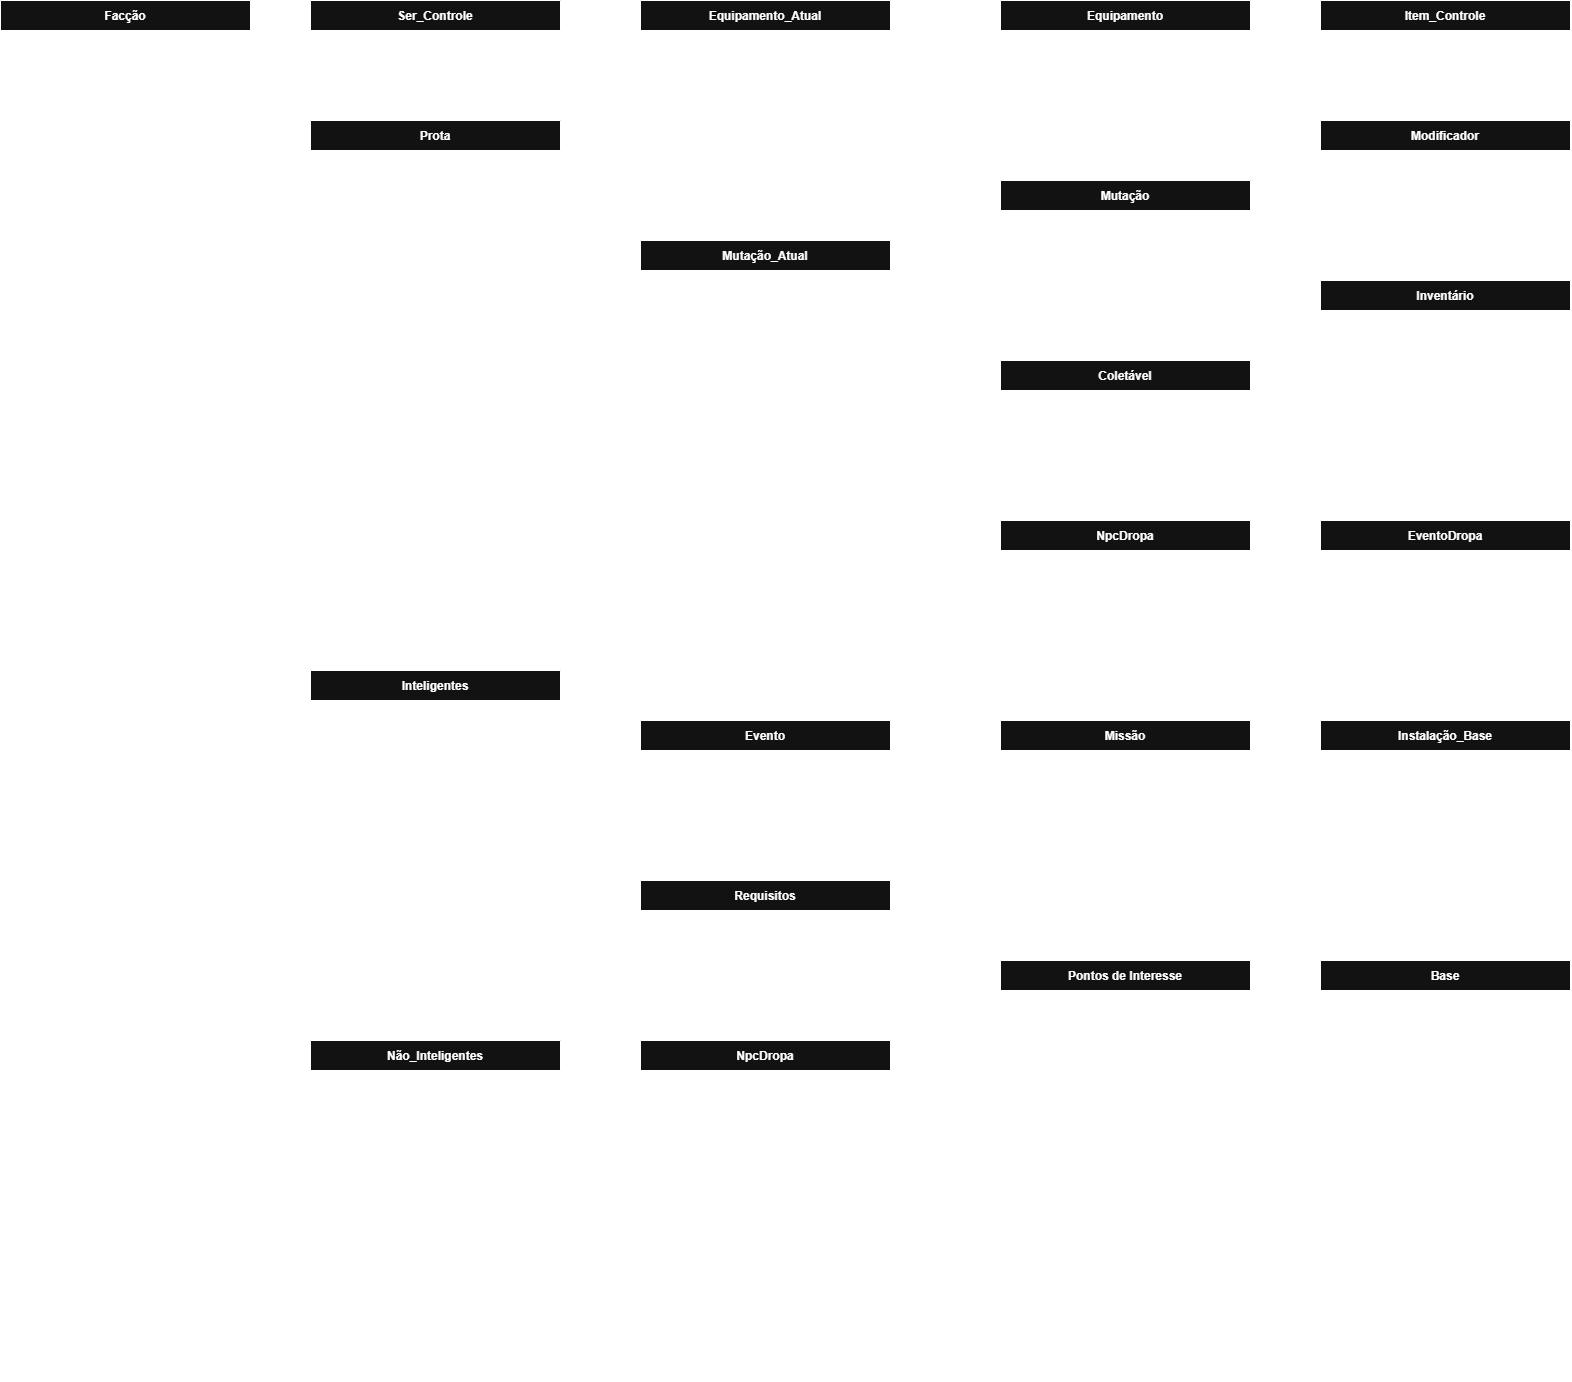 Facção
Ser_Controle
Equipamento_Atual
Equipamento
Item_Controle
Prota
Modificador
Mutação
Mutação_Atual
Inventário
Coletável
NpcDropa
EventoDropa
Inteligentes
Evento
Missão
Instalação_Base
Requisitos
Pontos de Interesse
Base
Não_Inteligentes
NpcDropa